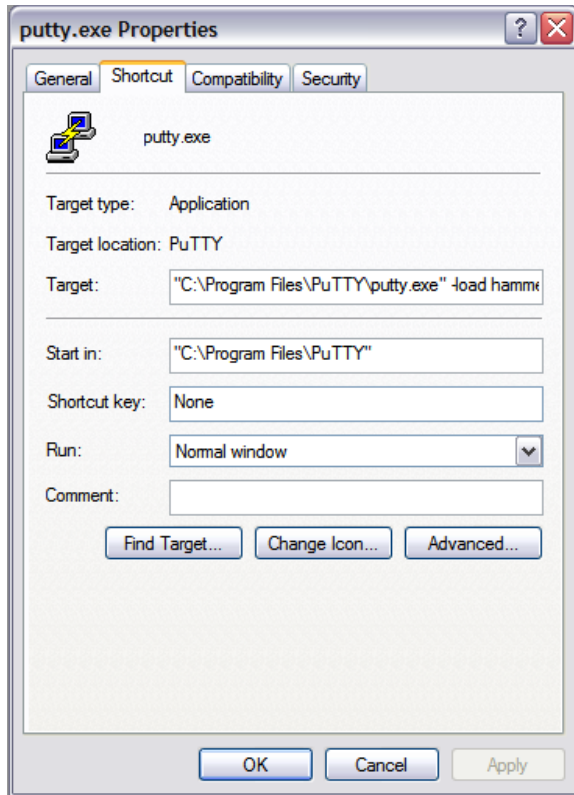 putty.exe Properties
General Shortcut Compatibility Security
putty.exe
Target type: Application
Target location: PuTTY
Target: "C:\Program Files\PuTTY\putty.exe" -load hamme
Start in: "C:\Program Files\PuTTY"
Shortcut key: None
Run: Normal window
Comment:
Find Target... Change Icon... Advanced...
OK Cancel Apply